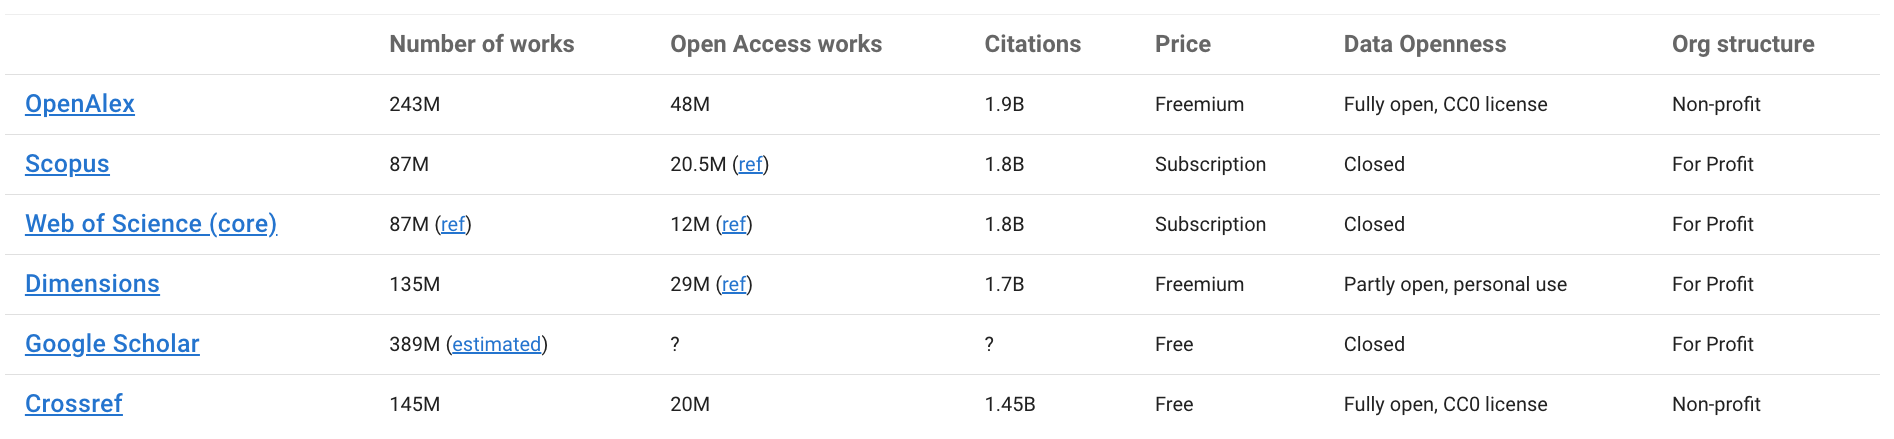 Number of works Open Access works Citations Price Data Openness Org structure
OpenAlex 243M 48M 1.9B Freemium Fully open, CC0 license Non-profit
Scopus 87M 20.5M (ref) 1.8B Subscription Closed For Profit
Web of Science (core) 87M (ref) 12M (ref) 1.8B Subscription Closed For Profit
Dimensions 135M 29M (ref) 1.7B Freemium Partly open, personal use For Profit
Google Scholar 389M (estimated) ? ? Free Closed For Profit
Crossref 145M 20M 1.45B Free Fully open, CC0 license Non-profit